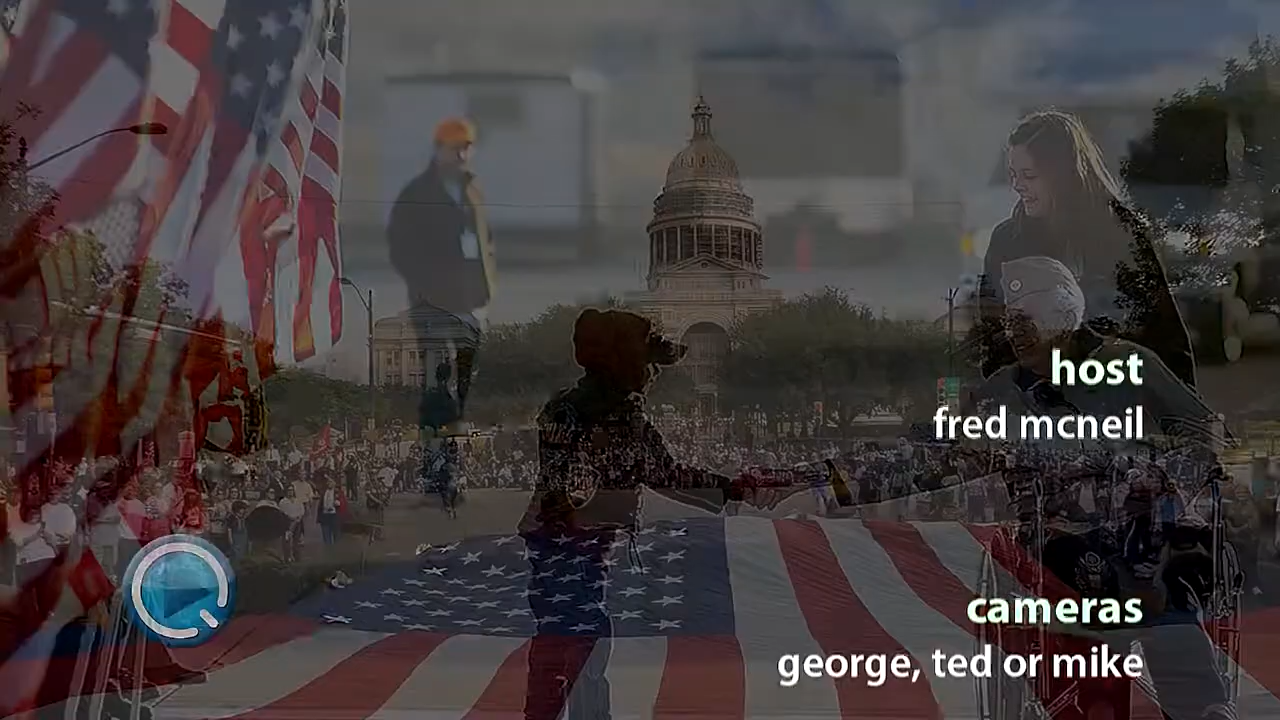 host
fred mcneil
cameras
george, ted or mike